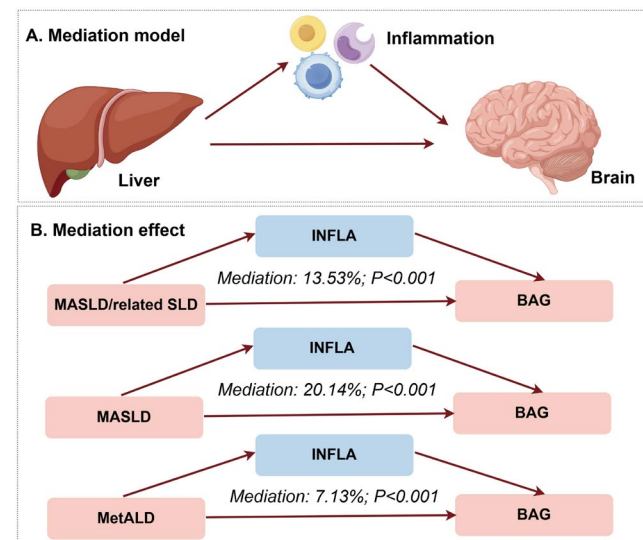 A. Mediation model
Inflammation
Liver
Brain
B. Mediation effect
INFLA
Mediation: 13.53%; P<0.001
MASLD/related SLD
BAG
INFLA
Mediation: 20.14%; P<0.001
MASLD
BAG
INFLA
Mediation: 7.13%; P<0.001
MetALD
BAG